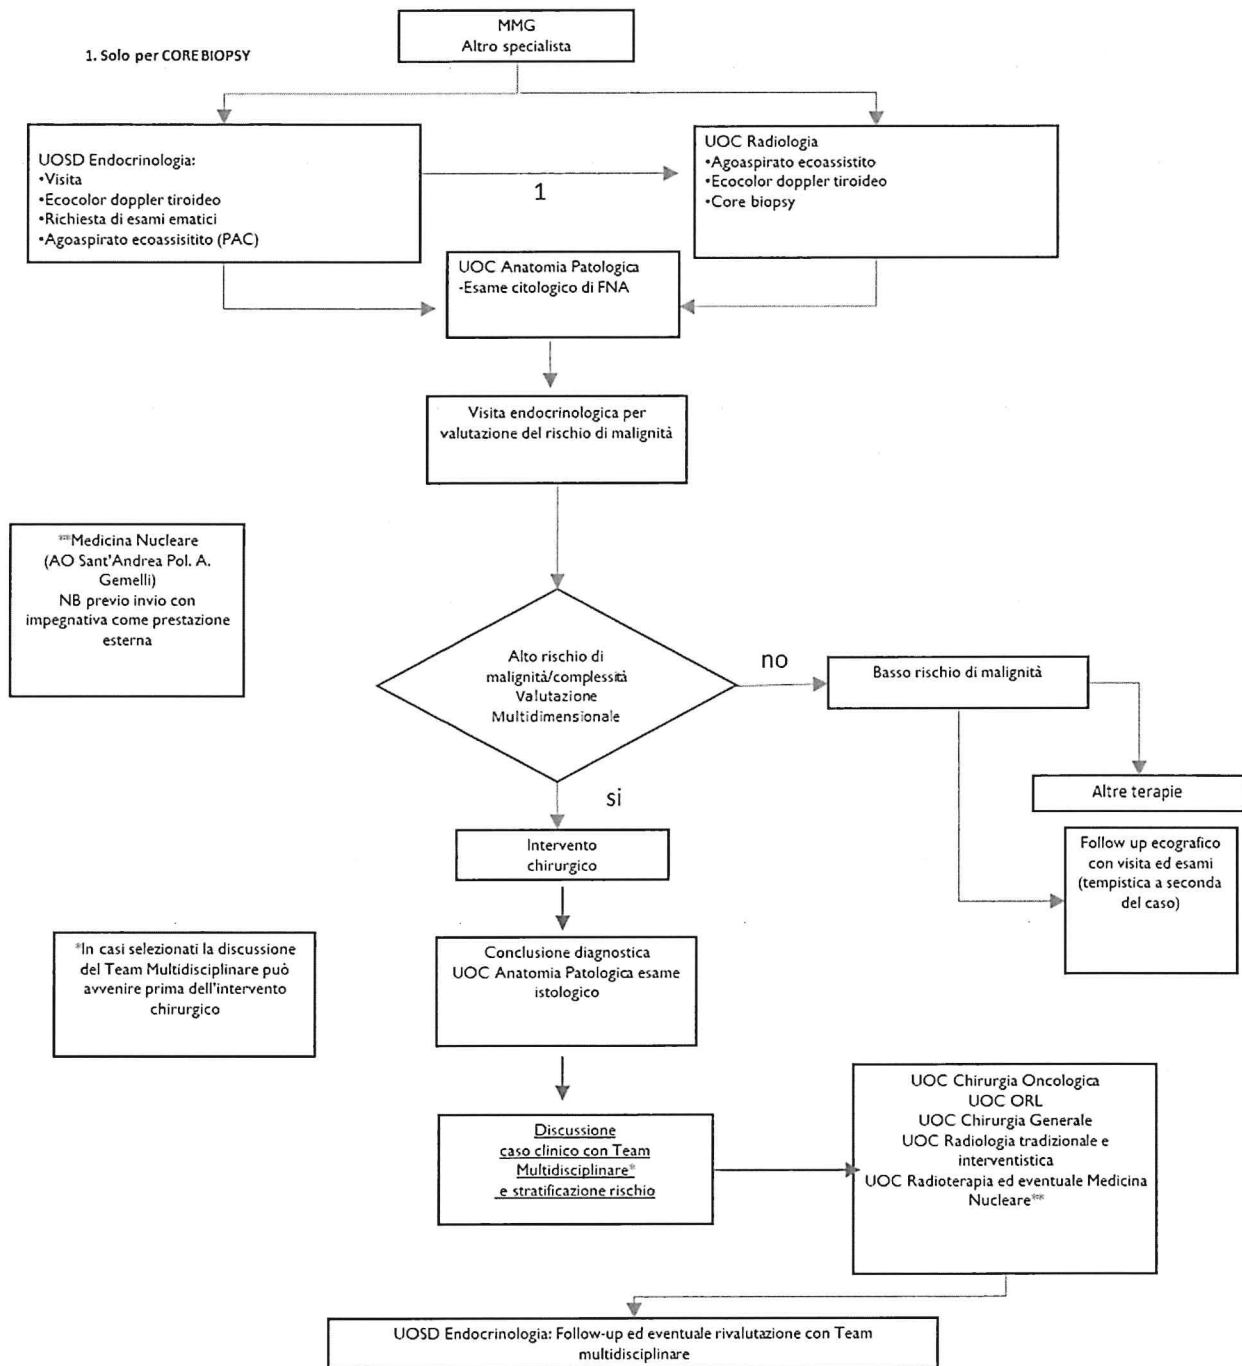 MMG
Altro specialista
1. Solo per CORE BIOPSY
UOSD Endocrinologia:
•Visita
•Ecocolor doppler tiroideo
•Richiesta di esami ematici
•Agoaspirato ecoassisitito (PAC)
1
UOC Radiologia
•Agoaspirato ecoassistito
•Ecocolor doppler tiroideo
•Core biopsy
UOC Anatomia Patologica
-Esame citologico di FNA
Visita endocrinologica per
valutazione del rischio di malignità
**Medicina Nucleare
(AO Sant'Andrea Pol. A.
Gemelli)
NB previo invio con
impegnativa come prestazione
esterna
Alto rischio di
malignità/complessità
Valutazione
Multidimensionale
no
Basso rischio di malignità
si
Altre terapie
Intervento
chirurgico
Follow up ecografico
con visita ed esami
(tempistica a seconda
del caso)
*In casi selezionati la discussione
del Team Multidisciplinare può
avvenire prima dell'intervento
chirurgico
Conclusione diagnostica
UOC Anatomia Patologica esame
istologico
Discussione
caso clinico con Team
Multidisciplinare*
e stratificazione rischio
UOC Chirurgia Oncologica
UOC ORL
UOC Chirurgia Generale
UOC Radiologia tradizionale e
interventistica
UOC Radioterapia ed eventuale Medicina
Nucleare**
UOSD Endocrinologia: Follow-up ed eventuale rivalutazione con Team
multidisciplinare